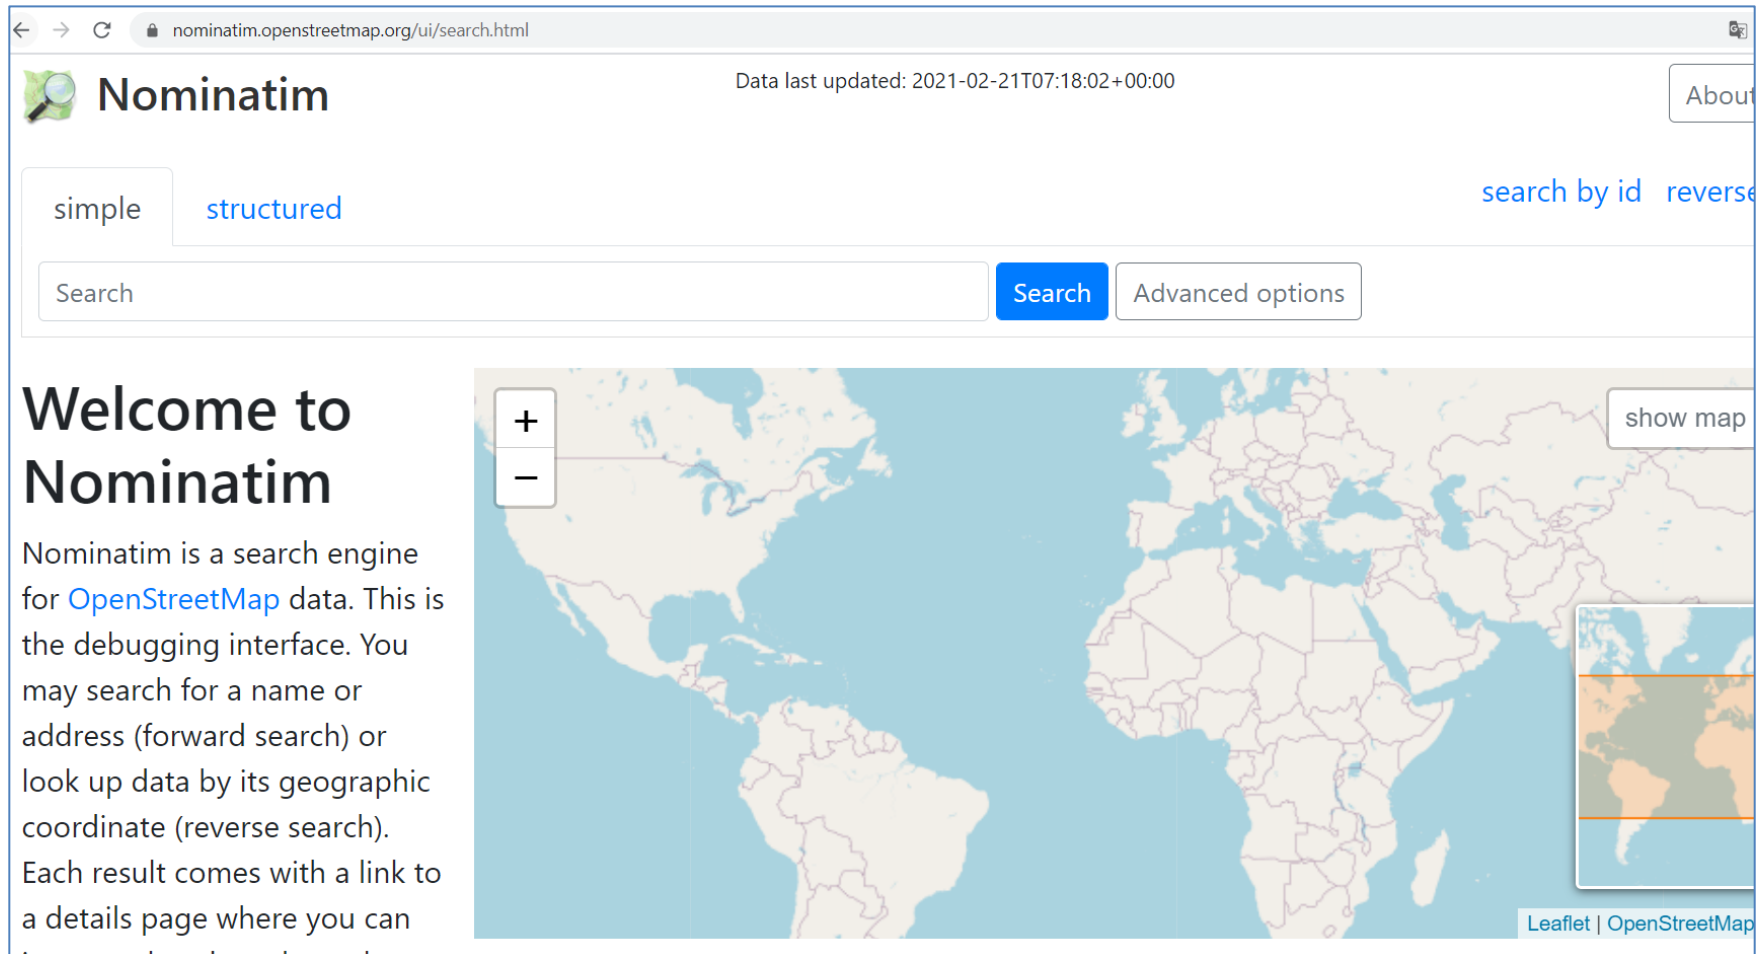 nominatim.openstreetmap.org/ui/search.html
Nominatim
Data last updated: 2021-02-21T07:18:02+00:00
About
simple
structured
search by id
reverse
Search
Search
Advanced options
Welcome to
Nominatim
Nominatim is a search engine
for OpenStreetMap data. This is
the debugging interface. You
may search for a name or
address (forward search) or
look up data by its geographic
coordinate (reverse search).
Each result comes with a link to
a details page where you can
+
−
show map
Leaflet | OpenStreetMap